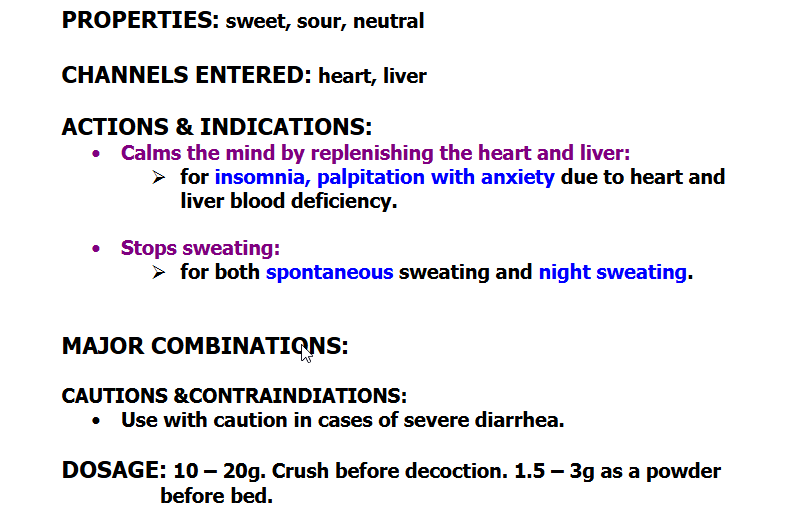 PROPERTIES: sweet, sour, neutral
CHANNELS ENTERED: heart, liver
ACTIONS & INDICATIONS:
• Calms the mind by replenishing the heart and liver:
➢ for insomnia, palpitation with anxiety due to heart and
liver blood deficiency.
• Stops sweating:
➢ for both spontaneous sweating and night sweating.
MAJOR COMBINATIONS:
CAUTIONS &CONTRAINDIATIONS:
• Use with caution in cases of severe diarrhea.
DOSAGE: 10 – 20g. Crush before decoction. 1.5 – 3g as a powder
before bed.